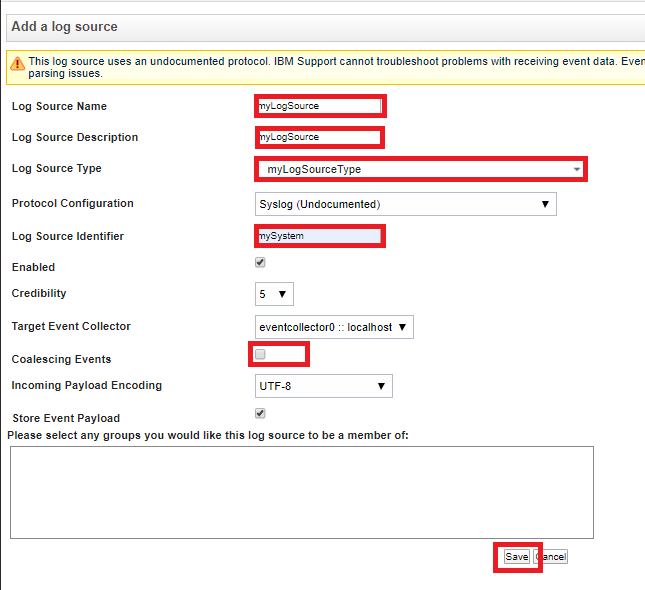 Add a log source
This log source uses an undocumented protocol. IBM Support cannot troubleshoot problems with receiving event data. Even
parsing issues.
Log Source Name myLogSource
Log Source Description myLogSource
Log Source Type myLogSourceType
Protocol Configuration Syslog (Undocumented)
Log Source Identifier mySystem
Enabled
Credibility 5
Target Event Collector eventcollector0 :: localhost
Coalescing Events
Incoming Payload Encoding UTF-8
Store Event Payload
Please select any groups you would like this log source to be a member of:
Save Cancel